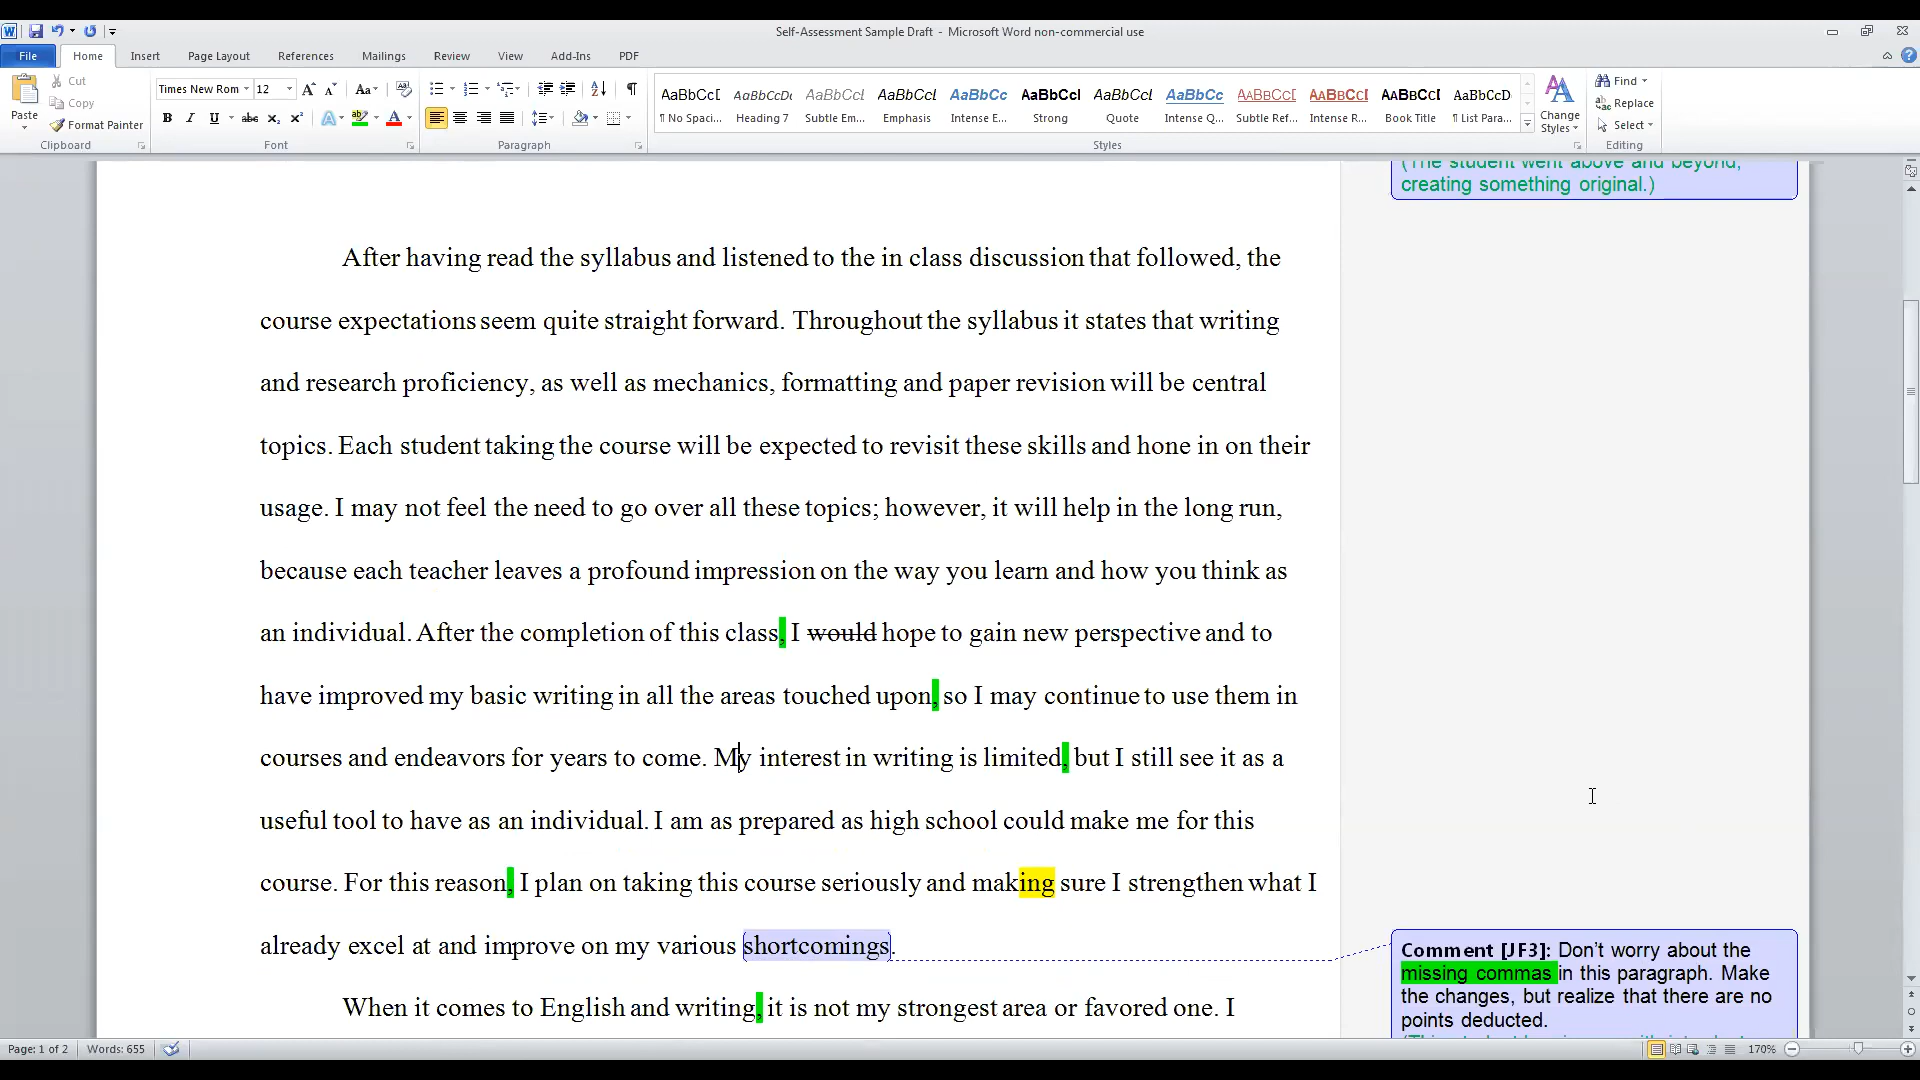 Self-Assessment Sample Draft - Microsoft Word non-commercial use
File Home Insert Page Layout References Mailings Review View Add-Ins PDF
Cut
Copy
Paste
Format Painter
Clipboard
Times New Rom 12
Font
Paragraph
AaBbCcD AaBbCcDc AaBbCcL AaBbCcL AaBbCc AaBbCcl AaBbCcL AaBbCc AaBbCcD AaBbCcD AaBbCcD AaBbCcD
¶ No Spaci... Heading 7 Subtle Em... Emphasis Intense E... Strong Quote Intense Q... Subtle Ref... Intense R... Book Title ¶ List Para...
Styles
Change Styles
Find
Replace
Select
Editing
(The student went above and beyond,
creating something original.)
After having read the syllabus and listened to the in class discussion that followed, the
course expectations seem quite straight forward. Throughout the syllabus it states that writing
and research proficiency, as well as mechanics, formatting and paper revision will be central
topics. Each student taking the course will be expected to revisit these skills and hone in on their
usage. I may not feel the need to go over all these topics; however, it will help in the long run,
because each teacher leaves a profound impression on the way you learn and how you think as
an individual. After the completion of this class, I would hope to gain new perspective and to
have improved my basic writing in all the areas touched upon, so I may continue to use them in
courses and endeavors for years to come. My interest in writing is limited, but I still see it as a
useful tool to have as an individual. I am as prepared as high school could make me for this
course. For this reason, I plan on taking this course seriously and making sure I strengthen what I
already excel at and improve on my various shortcomings.
When it comes to English and writing, it is not my strongest area or favored one. I
Comment [JF3]: Don't worry about the
missing commas in this paragraph. Make
the changes, but realize that there are no
points deducted.
Page: 1 of 2 Words: 655 170%